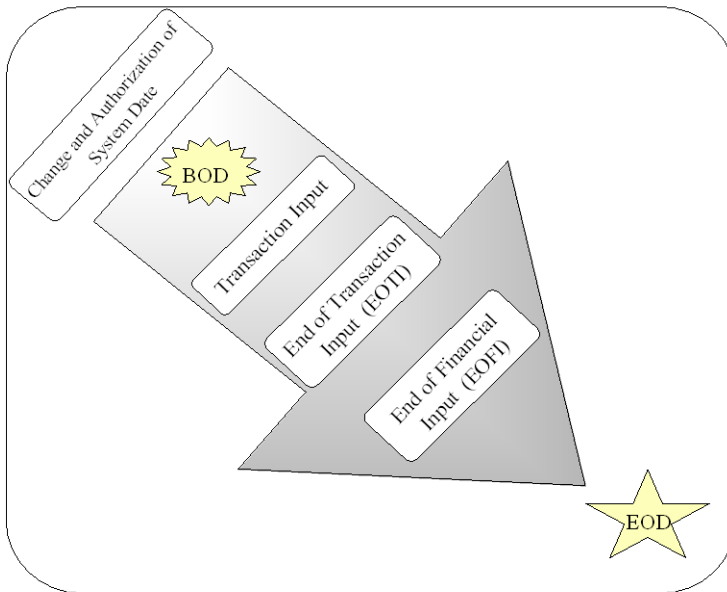 Change and Authorization of
System Date
BOD
Transaction Input
End of Transaction
Input (EOTI)
End of Financial
Input (EOFI)
EOD